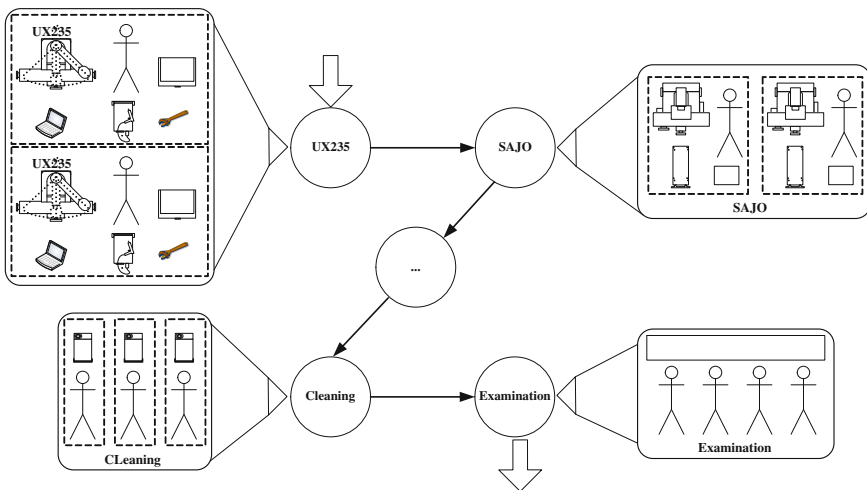 UX235
UX235
UX235
SAJO
SAJO
...
Cleaning
Examination
CLeaning
Examination